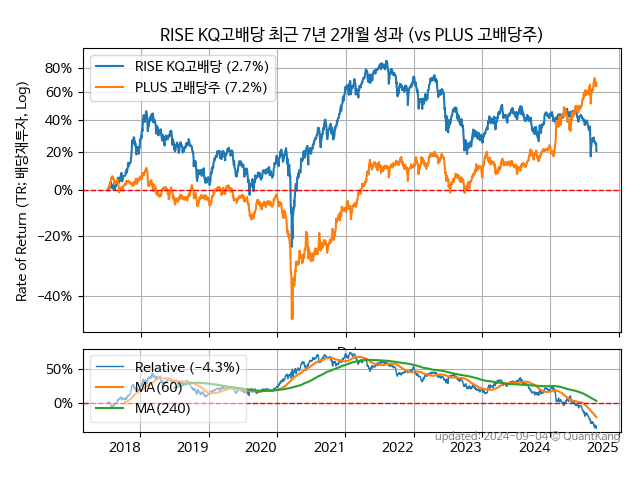 RISE KQ고배당 최근 7년 2개월 성과 (vs PLUS 고배당주)
Rate of Return (TR: 배당재투자, Log)
80%
60%
40%
20%
0%
−20%
−40%
RISE KQ고배당 (2.7%)
PLUS 고배당주 (7.2%)
50%
0%
Relative (−4.3%)
MA(60)
MA(240)
updated: 2024-09-04 © QuantKang
2018 2019 2020 2021 2022 2023 2024 2025